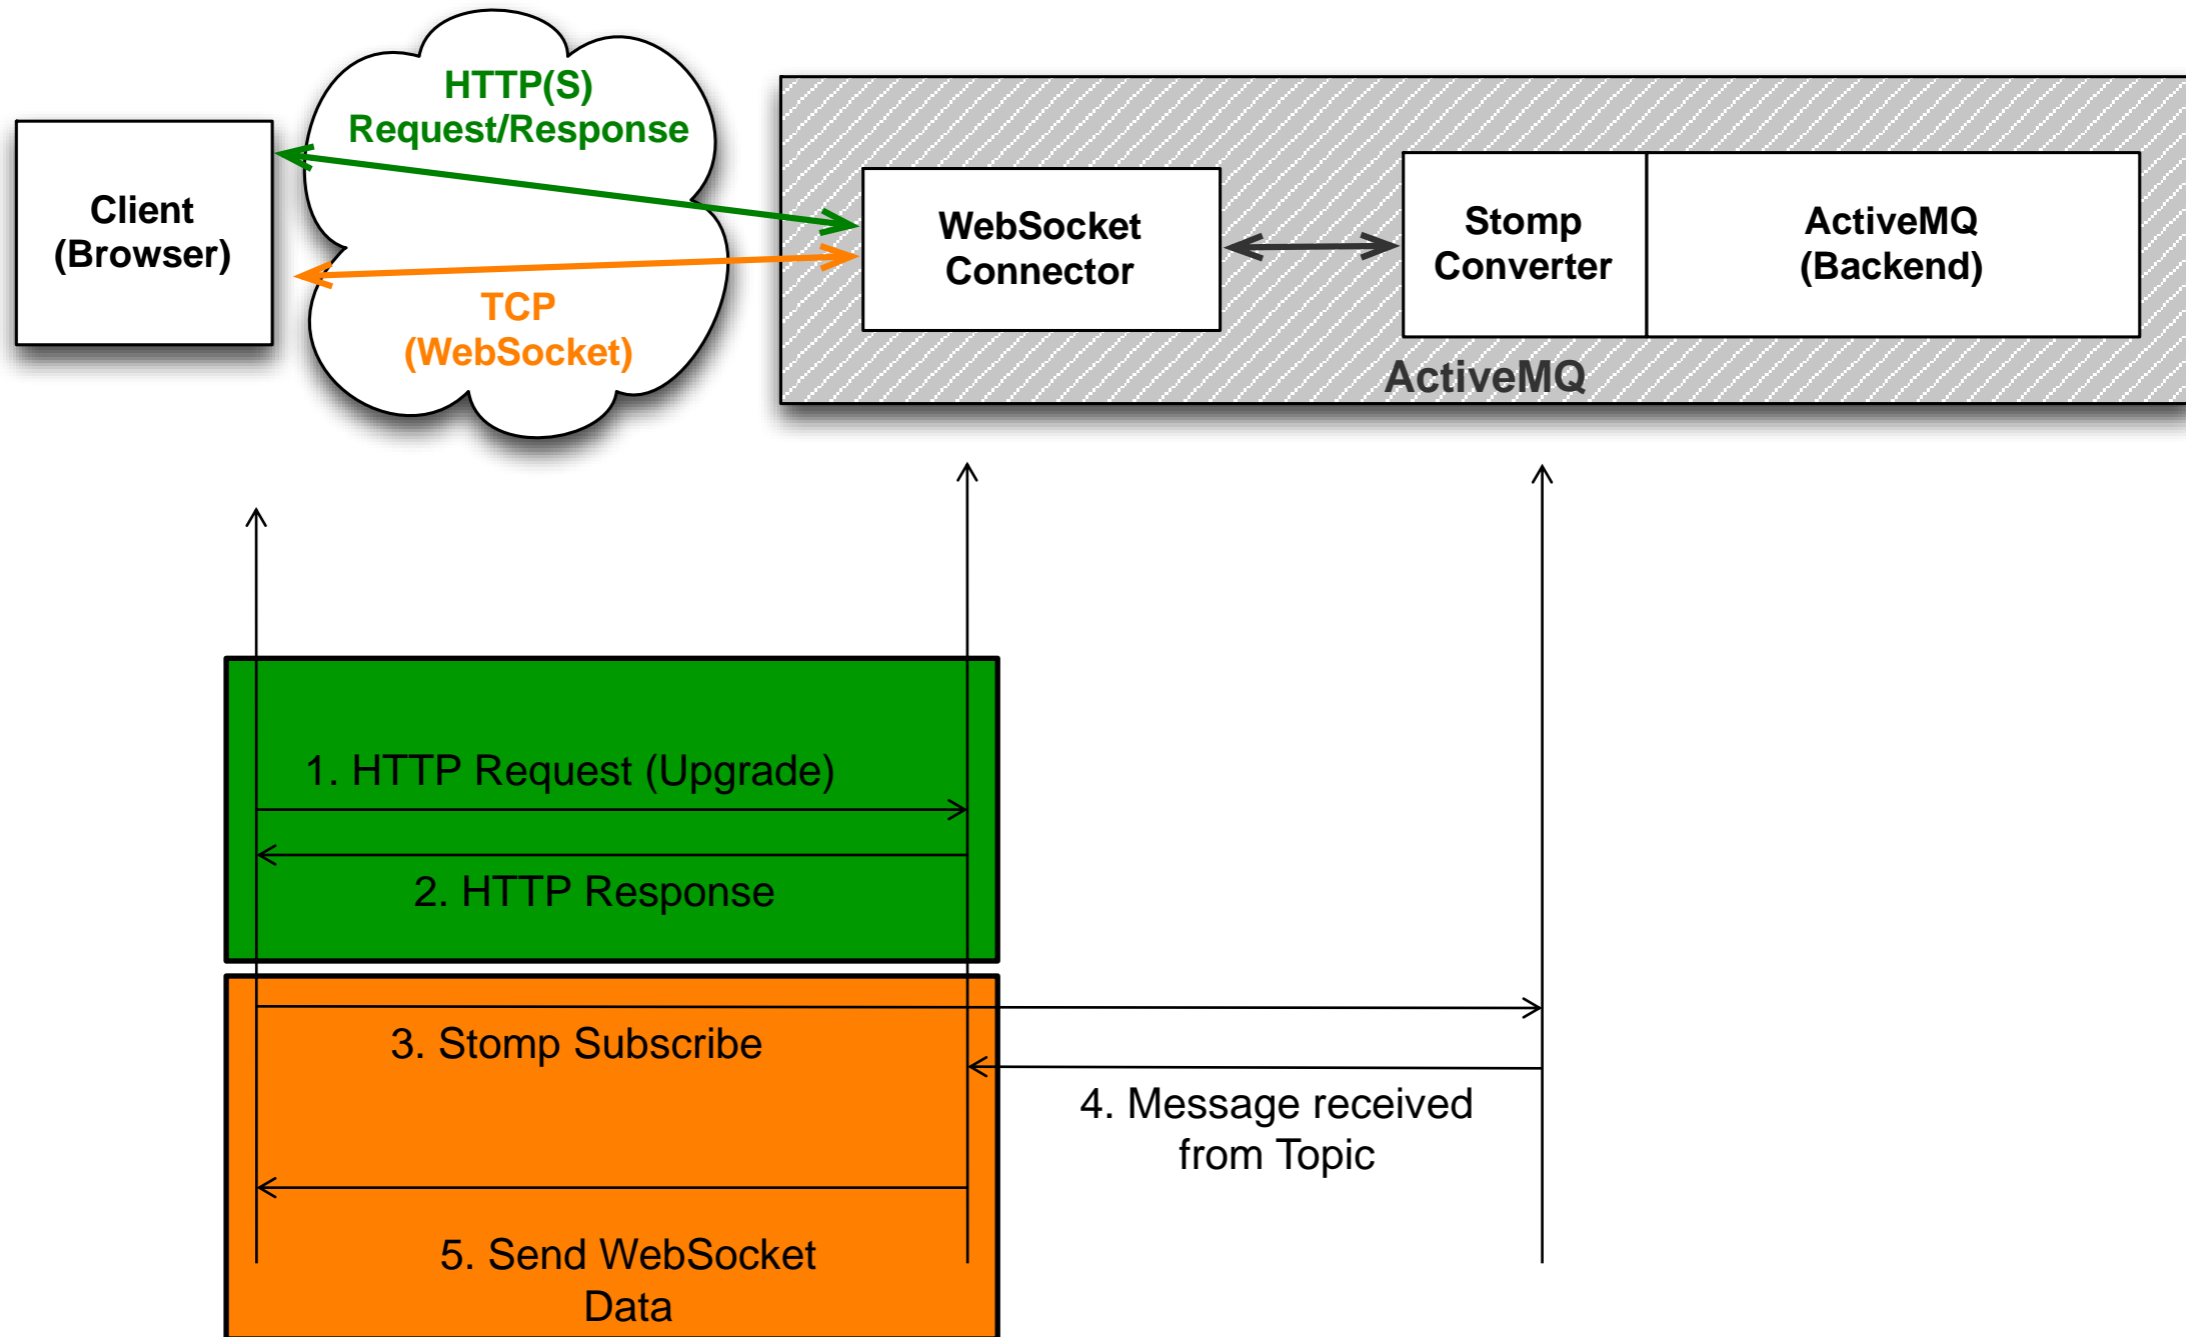 HTTP(S)
Request/Response
Client
(Browser)
TCP
(WebSocket)
WebSocket
Connector
Stomp
Converter
ActiveMQ
(Backend)
ActiveMQ
1. HTTP Request (Upgrade)
2. HTTP Response
3. Stomp Subscribe
4. Message received
from Topic
5. Send WebSocket
Data